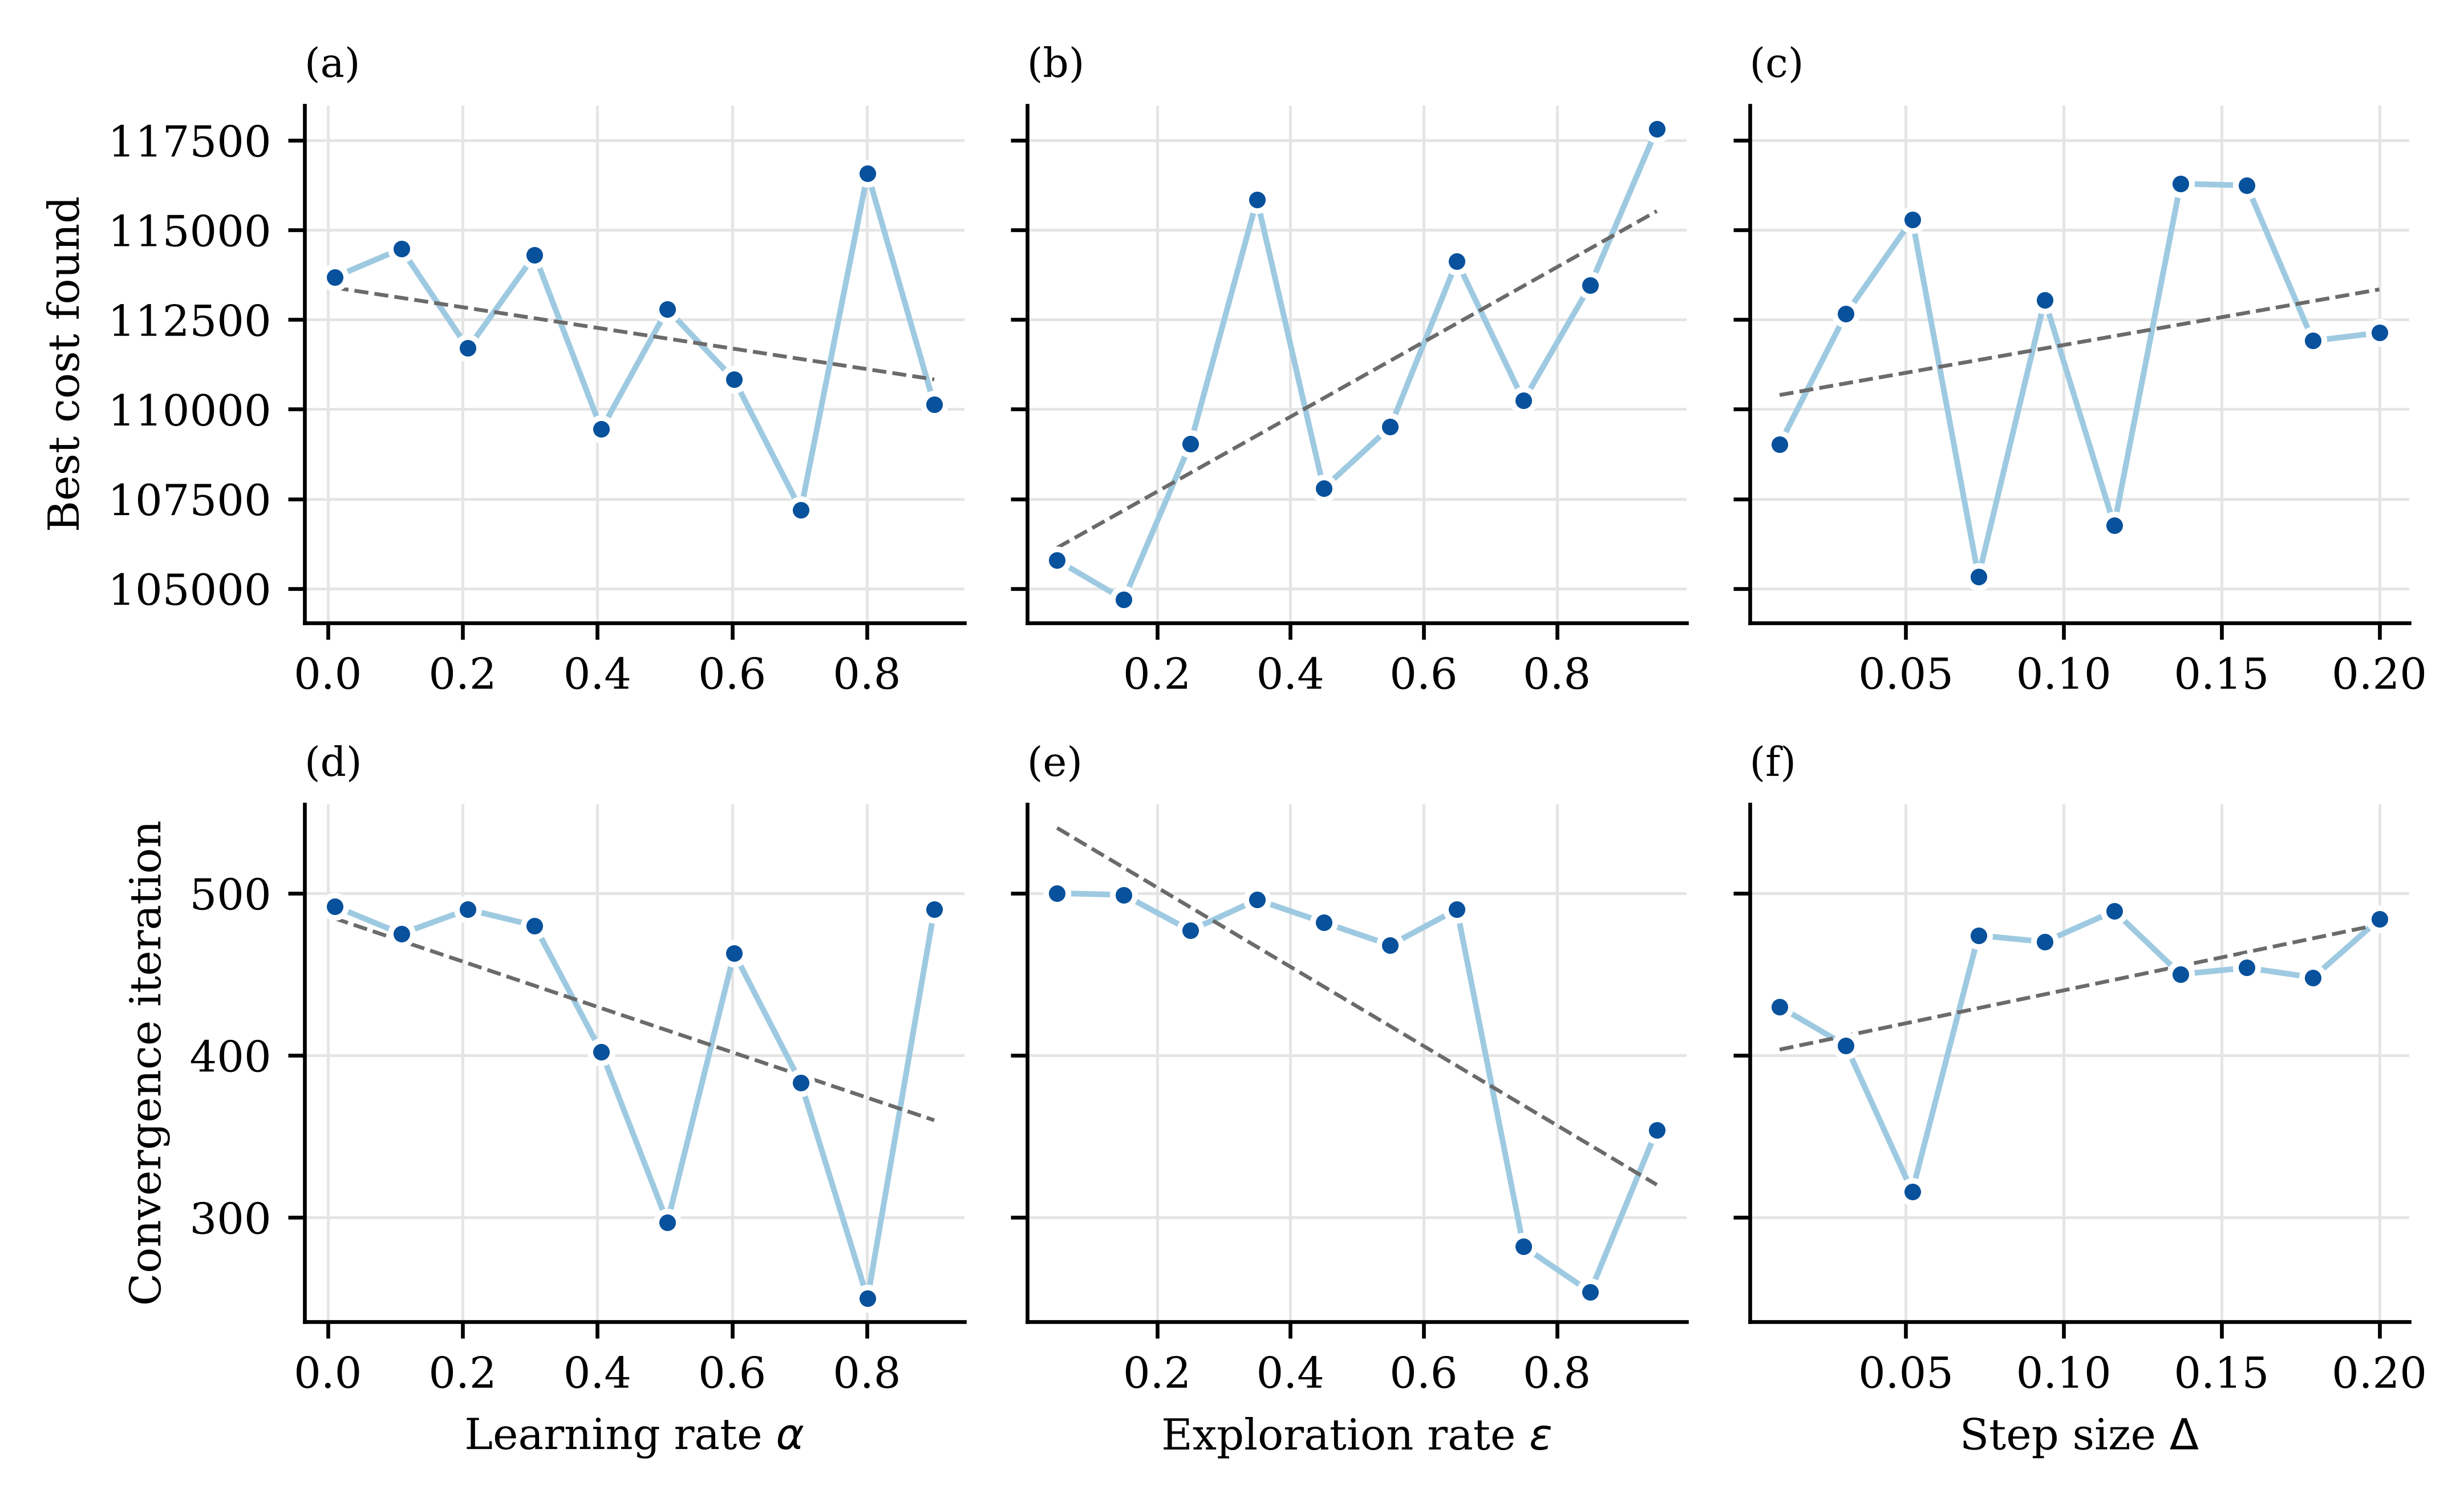 (a)
(b)
(c)
Best cost found
117500
115000
112500
110000
107500
105000
0.0 0.2 0.4 0.6 0.8
0.2 0.4 0.6 0.8
0.05 0.10 0.15 0.20
(d)
(e)
(f)
Convergence iteration
500
400
300
0.0 0.2 0.4 0.6 0.8
0.2 0.4 0.6 0.8
0.05 0.10 0.15 0.20
Learning rate α
Exploration rate ε
Step size Δ